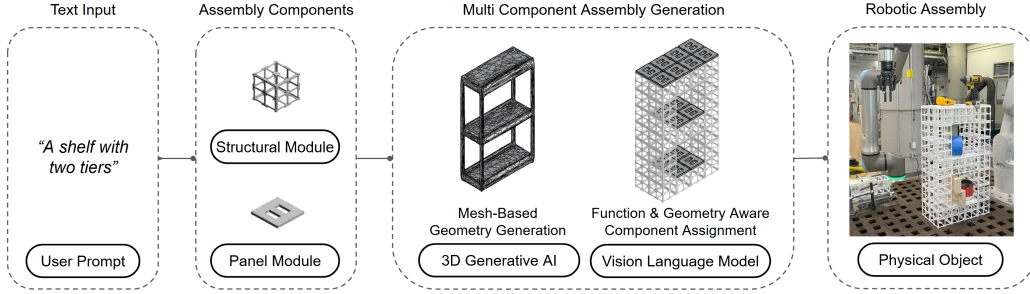 Text Input
Assembly Components
Multi Component Assembly Generation
Robotic Assembly
“A shelf with
two tiers”
User Prompt
Structural Module
Panel Module
Mesh-Based
Geometry Generation
3D Generative AI
Function & Geometry Aware
Component Assignment
Vision Language Model
Physical Object